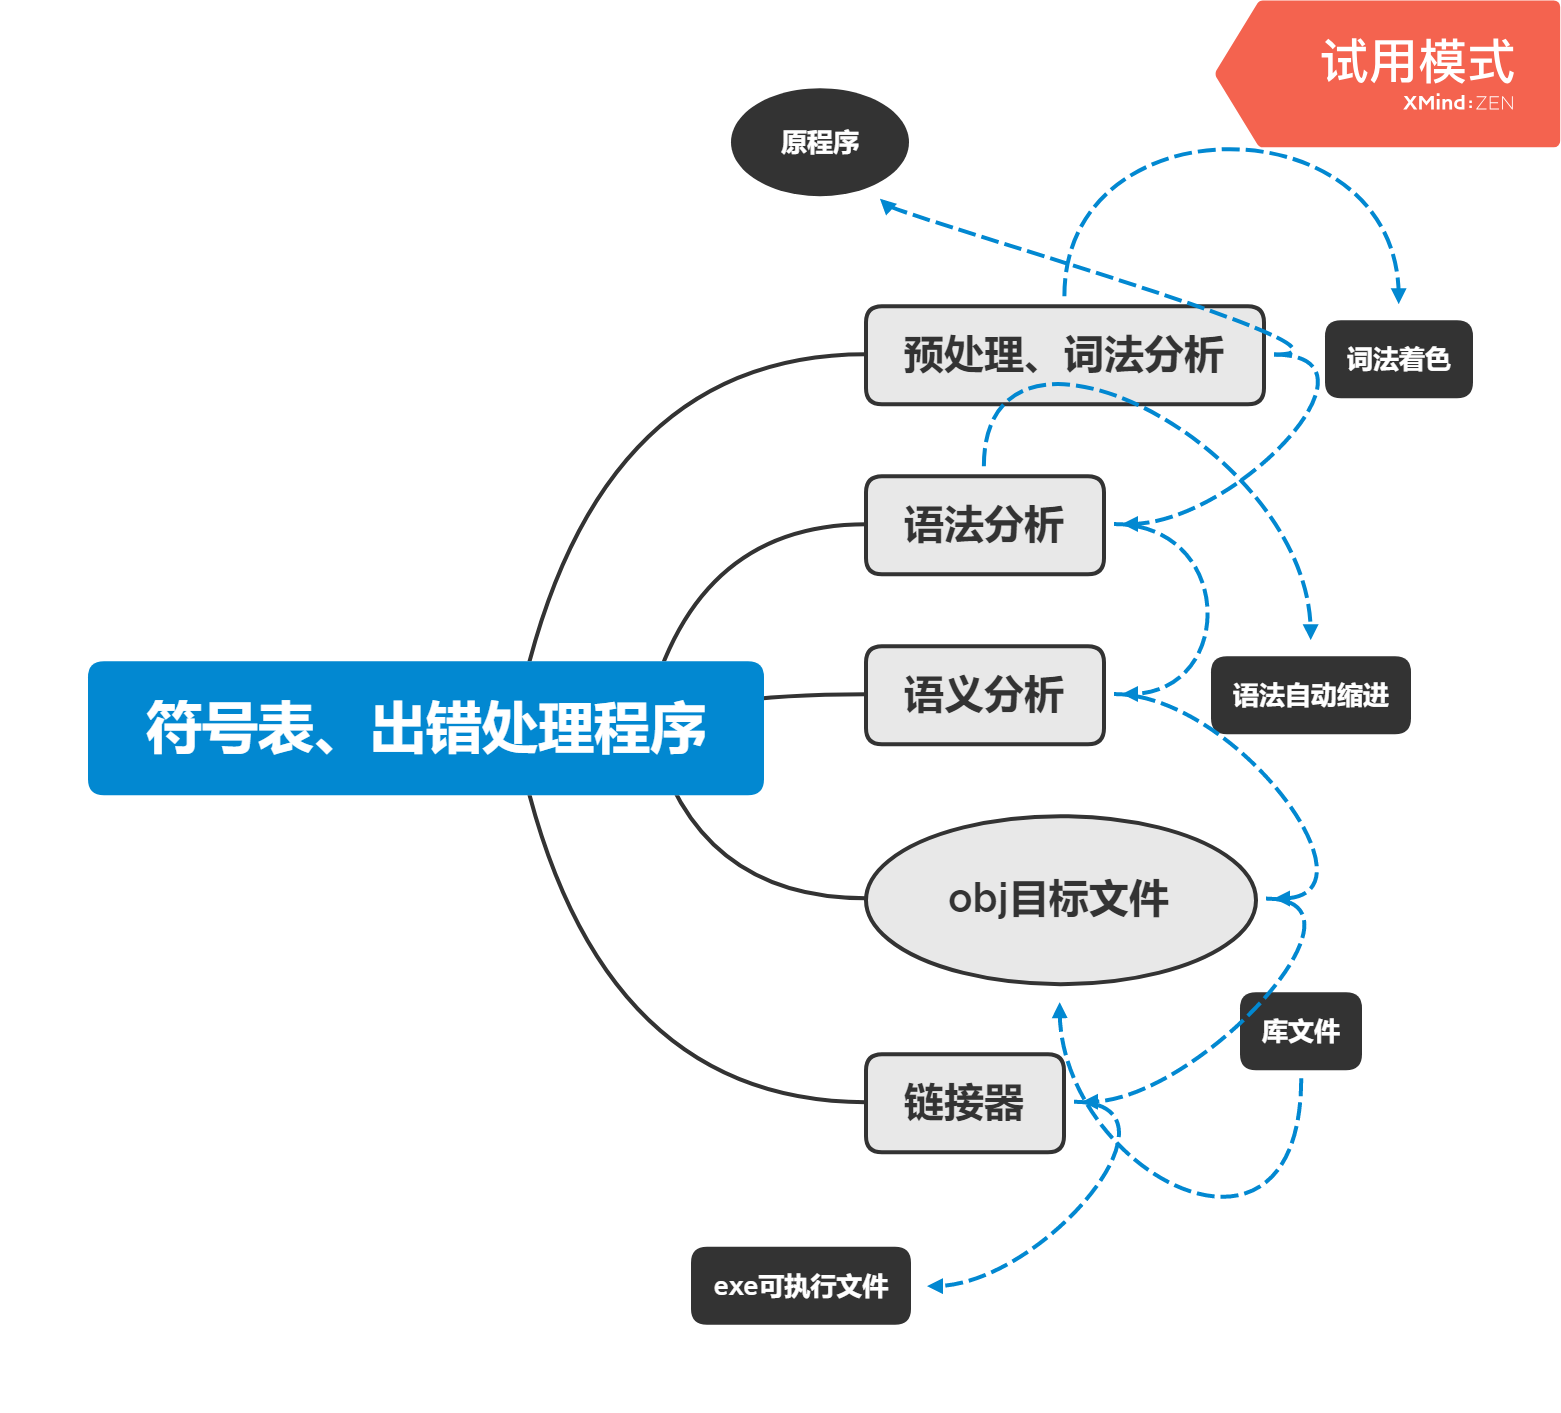 试用模式
XMind:ZEN
原程序
预处理、词法分析
词法着色
语法分析
语义分析
语法自动缩进
符号表、出错处理程序
obj目标文件
库文件
链接器
exe可执行文件